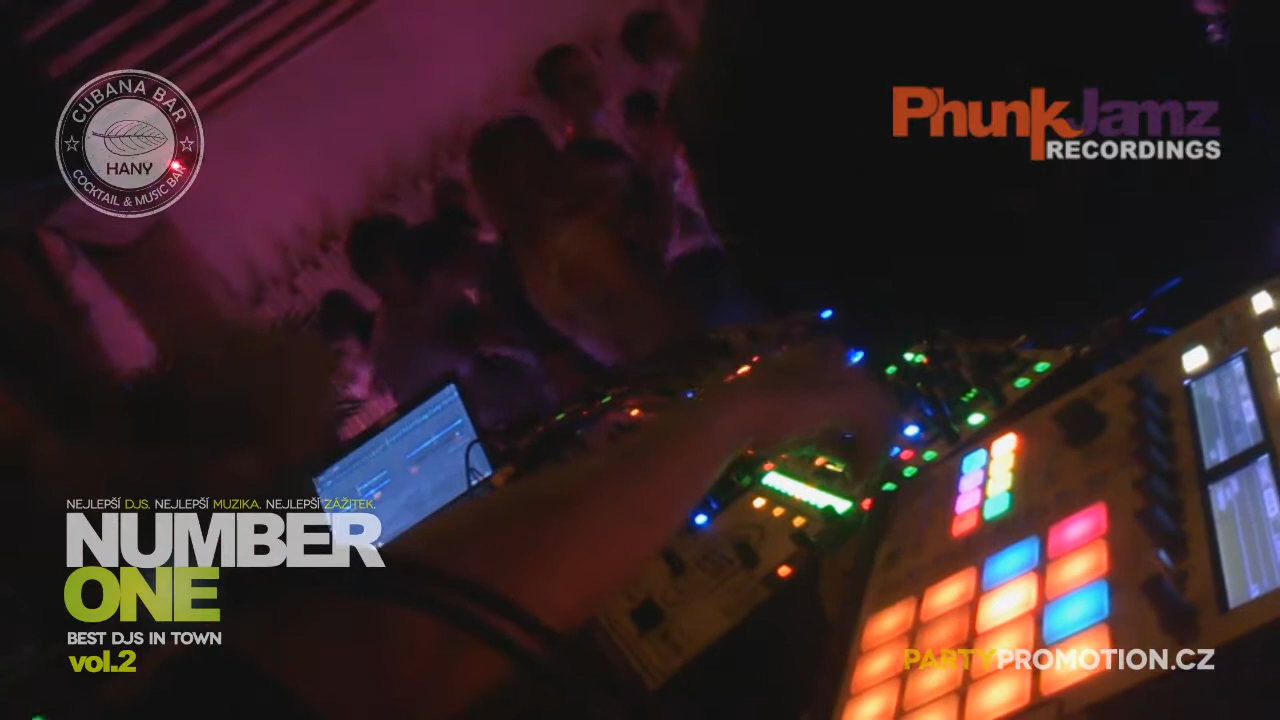 CUBANA BAR
HANY
COCKTAIL & MUSIC BAR
PhunkJamz
RECORDINGS
NEJLEPŠÍ DJS. NEJLEPŠÍ MUZIKA. NEJLEPŠÍ ZÁŽITEK.
NUMBER
ONE
BEST DJS IN TOWN
vol.2
PARTYPROMOTION.CZ